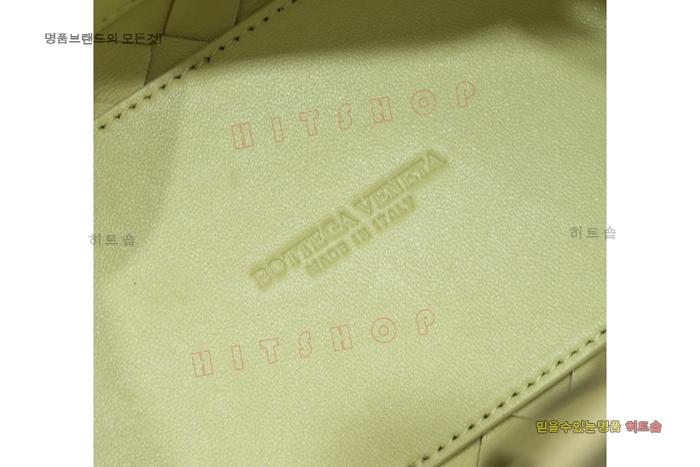 명품브랜드의 모든것!
HITSHOP
BOTTEGA VENETA
MADE IN ITALY
히트숍
히트숍
HITSHOP
믿을수있는명품 히트숍